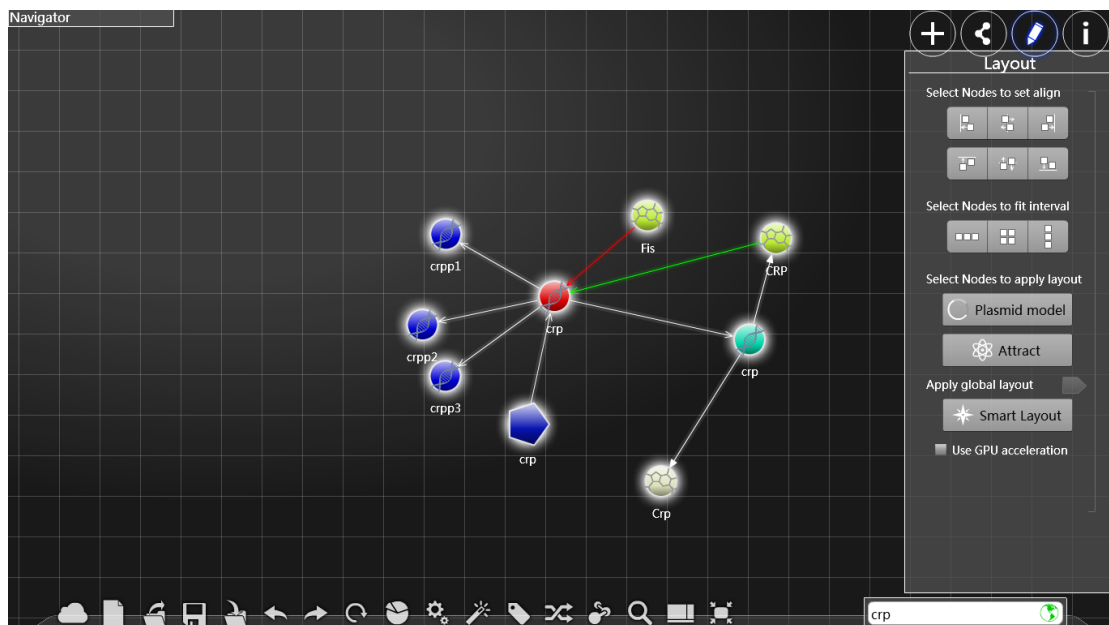 Navigator
Layout
Select Nodes to set align
Select Nodes to fit interval
Select Nodes to apply layout
Plasmid model
Attract
Apply global layout
Smart Layout
Use GPU acceleration
Fis
crpp1
CRP
crp
crpp2
crp
crpp3
crp
Crp
crp